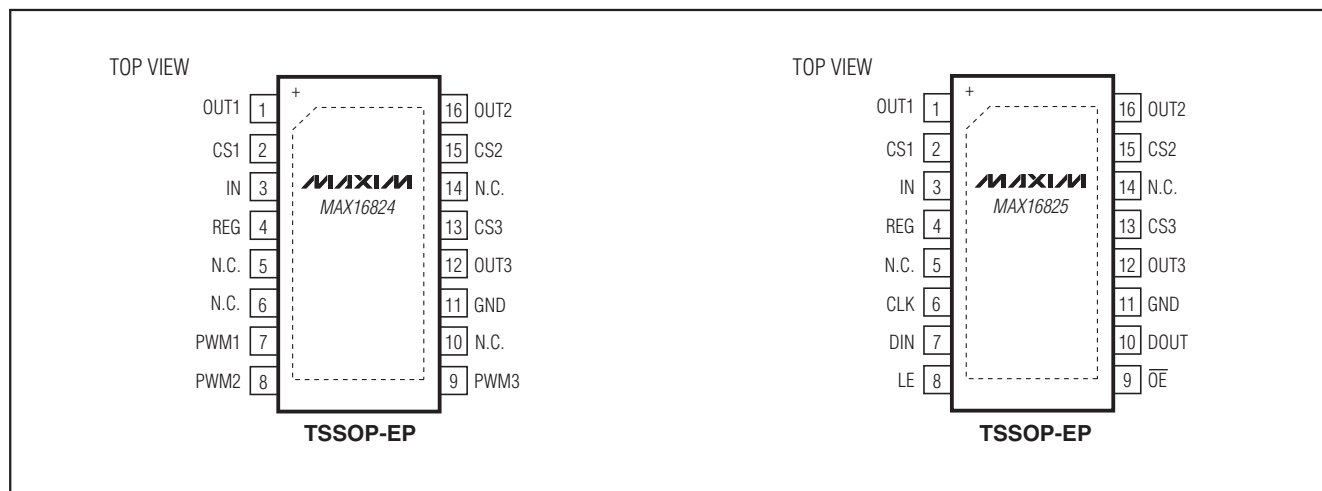 TOP VIEW
+
OUT1 1 16 OUT2
CS1 2 15 CS2
IN 3 14 N.C.
MAXIM
MAX16824
REG 4 13 CS3
N.C. 5 12 OUT3
N.C. 6 11 GND
PWM1 7 10 N.C.
PWM2 8 9 PWM3
TSSOP-EP
TOP VIEW
+
OUT1 1 16 OUT2
CS1 2 15 CS2
IN 3 14 N.C.
MAXIM
MAX16825
REG 4 13 CS3
N.C. 5 12 OUT3
CLK 6 11 GND
DIN 7 10 DOUT
LE 8 9 O̅E̅
TSSOP-EP